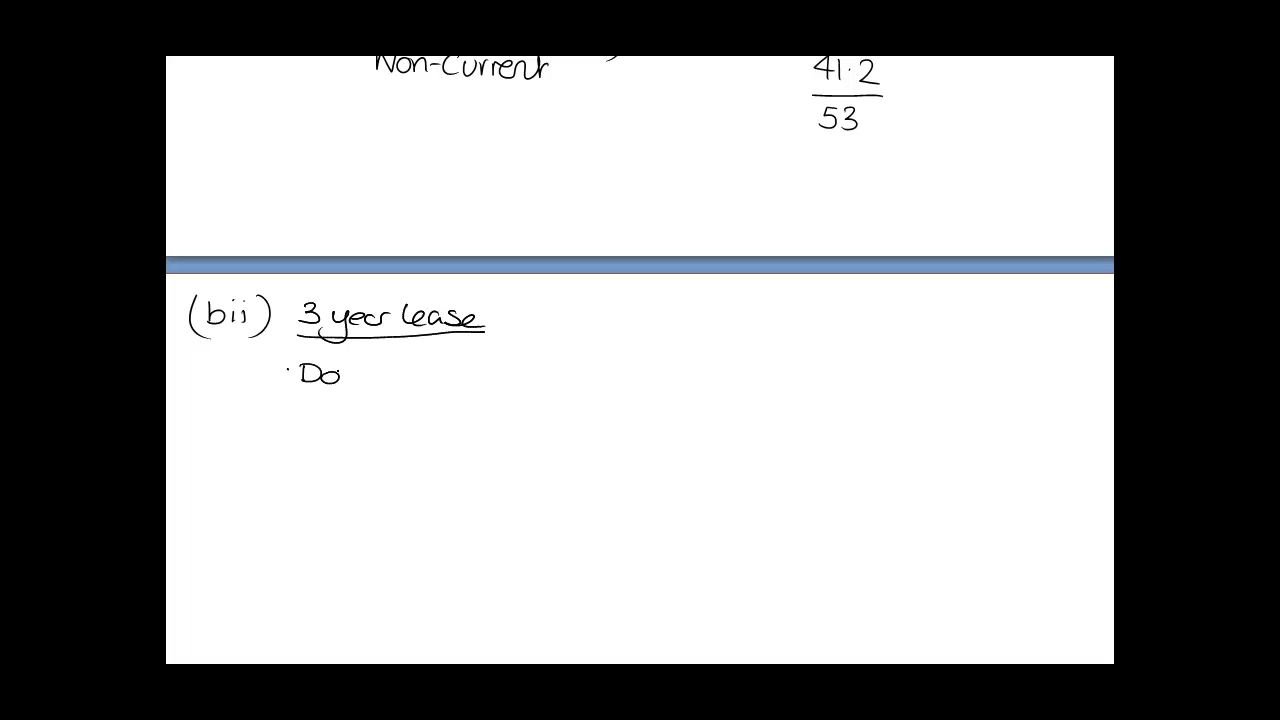 Non-Current
41.2
53
(bii) 3 year lease
· Do